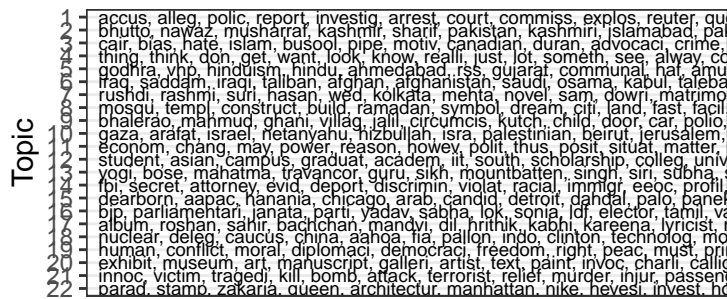 Topic
1 accus, alleg, polic, report, investig, arrest, court, commiss, explos, reuter,
2 bhutto, nawaz, musharraf, kashmir, sharif, pakistan, kashmiri, islamabad,
3 cair, bias, hate, islam, busool, pipe, motiv, canadian, duran, advocaci, crime,
4 thing, think, don, get, want, look, know, realli, just, lot, someth, see, alway,
5 godhra, vhp, hinduism, hindu, ahmedabad, rss, gujarat, communal, hat, amu,
6 iraq, saddam, iraqi, taliban, afghan, afghanistan, saudi, osama, kabul,
7 rushdi, rashmi, suri, hasan, wed, kolkata, mehta, novel, sam, down, matrimo
8 mosqu, templ, construct, build, ramadan, symbol, dream, gift, land, fast, facil
9 bhalerao, mahmud, ghani, villag, jalil, circumcis, kutch, child, door, car, polio,
10 gaza, arafat, israel, netanyahu, hizbullah, isra, palestinian, beirut, jerusalem,
11 econom, chang, may, power, reason, howev, polit, thus, posit, situat, matter,
12 student, asian, campus, graduat, academ, iit, south, scholarship, colleg, univ
13 yogi, bose, mahatma, travancor, guru, sikh, mountbatten, singh, siri, subha,
14 fbi, secret, attorney, evid, deport, discrimin, violat, racial, immigr, eeoc, profil
15 dearborn, aapac, hanania, chicago, arab, candid, detroit, dahdal, palo, panek
16 bjp, parliamentari, janata, parti, yadav, sabha, lok, sonia, ldf, elector, tamil,
17 album, roshan, sahir, bachchan, mandvi, dil, hrithik, kabhi, kareena, lyricist,
18 nuclear, deleg, caucus, china, aahoa, fia, pallon, indo, clinton, technolog,
19 human, conflict, moral, diplomaci, democraci, freedom, right, peac, must,
20 exhibit, museum, art, manuscript, galleri, artist, text, paint, invoc, charli,
21 innoc, victim, tragedi, kill, bomb, attack, terrorist, relief, murder, injur,
22 parad, stamp, zakaria, queen, architectur, manhattan, nike, hevesi, invest,